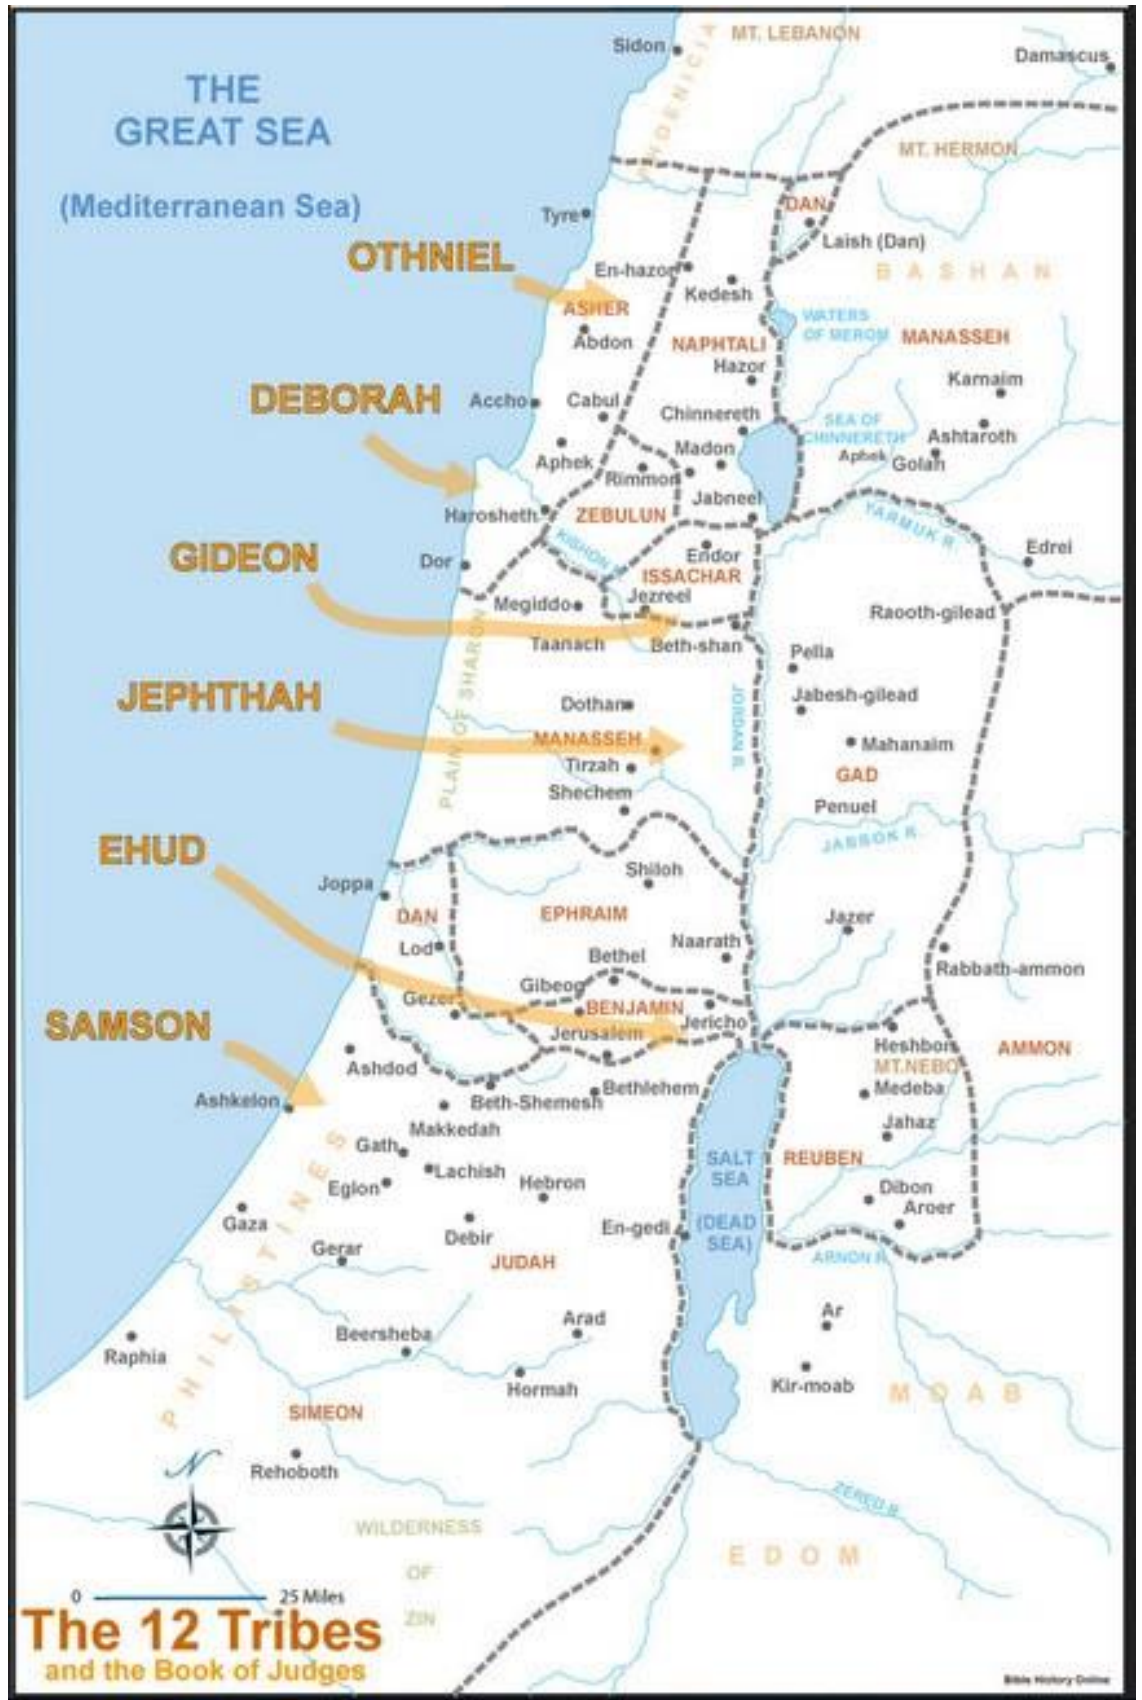 Sidon
MT. LEBANON
Damascus
THE
GREAT SEA
PHOENICIA
MT. HERMON
(Mediterranean Sea)
Tyre
DAN
Laish (Dan)
OTHNIEL
En-hazor
Kedesh
BASHAN
ASHER
Abdon
WATERS
OF MEROM
MANASSEH
NAPHTALI
Hazor
Karnaim
DEBORAH
Accho
Cabul
Chinnereth
SEA OF
CHINNERETH
Ashtaroth
Madon
Aphek
Golan
Aphek
Rimmon
Jabneel
Harosheth
ZEBULUN
YARMUK R.
KISHON
Endor
Edrei
GIDEON
Dor
ISSACHAR
Jezreel
Megiddo
Raooth-gilead
Taanach
Beth-shan
Pella
PLAIN OF SHARON
JEPHTHAH
Dothan
JORDAN R.
Jabesh-gilead
MANASSEH
Mahanaim
Tirzah
GAD
Shechem
Penuel
JABBOK R.
EHUD
Shiloh
Joppa
DAN
EPHRAIM
Jazer
Lod
Naarath
Bethel
Rabbath-ammon
Gibeon
Gezer
BENJAMIN
SAMSON
Jerusalem
Jericho
Heshbon
AMMON
Ashdod
MT.NEBO
Bethlehem
Medeba
Ashkelon
Beth-Shemesh
Makkedah
Jahaz
Gath
SALT
SEA
REUBEN
Lachish
Eglon
Hebron
Dibon
Aroer
Gaza
Debir
En-gedi
(DEAD
SEA)
Gerar
JUDAH
ARNON R.
PHILISTINES
Arad
Ar
Beersheba
Raphia
Hormah
Kir-moab
MOAB
SIMEON
N
Rehoboth
ZERED R.
WILDERNESS
OF
ZIN
EDOM
0 25 Miles
The 12 Tribes
and the Book of Judges
Bible History Online